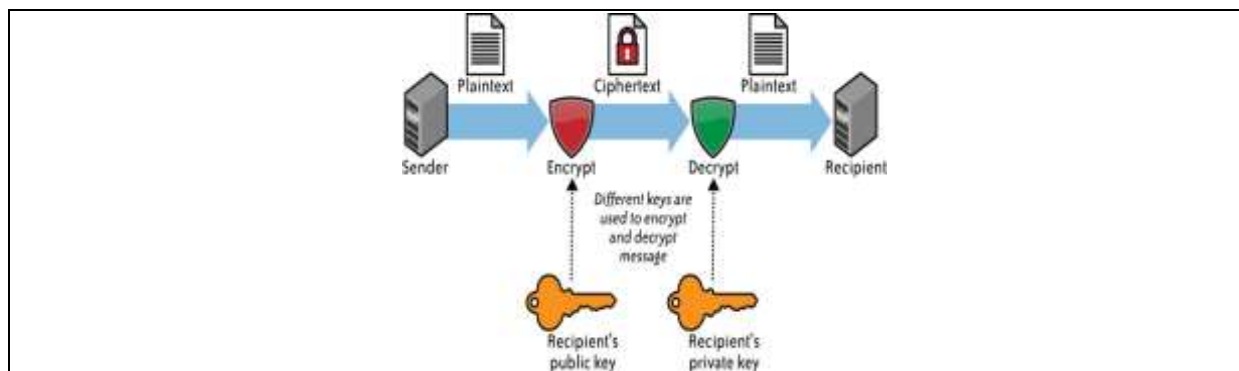 Plaintext
Ciphertext
Plaintext
Sender
Encrypt
Decrypt
Recipient
Different keys are
used to encrypt
and decrypt
message
Recipient's
public key
Recipient's
private key